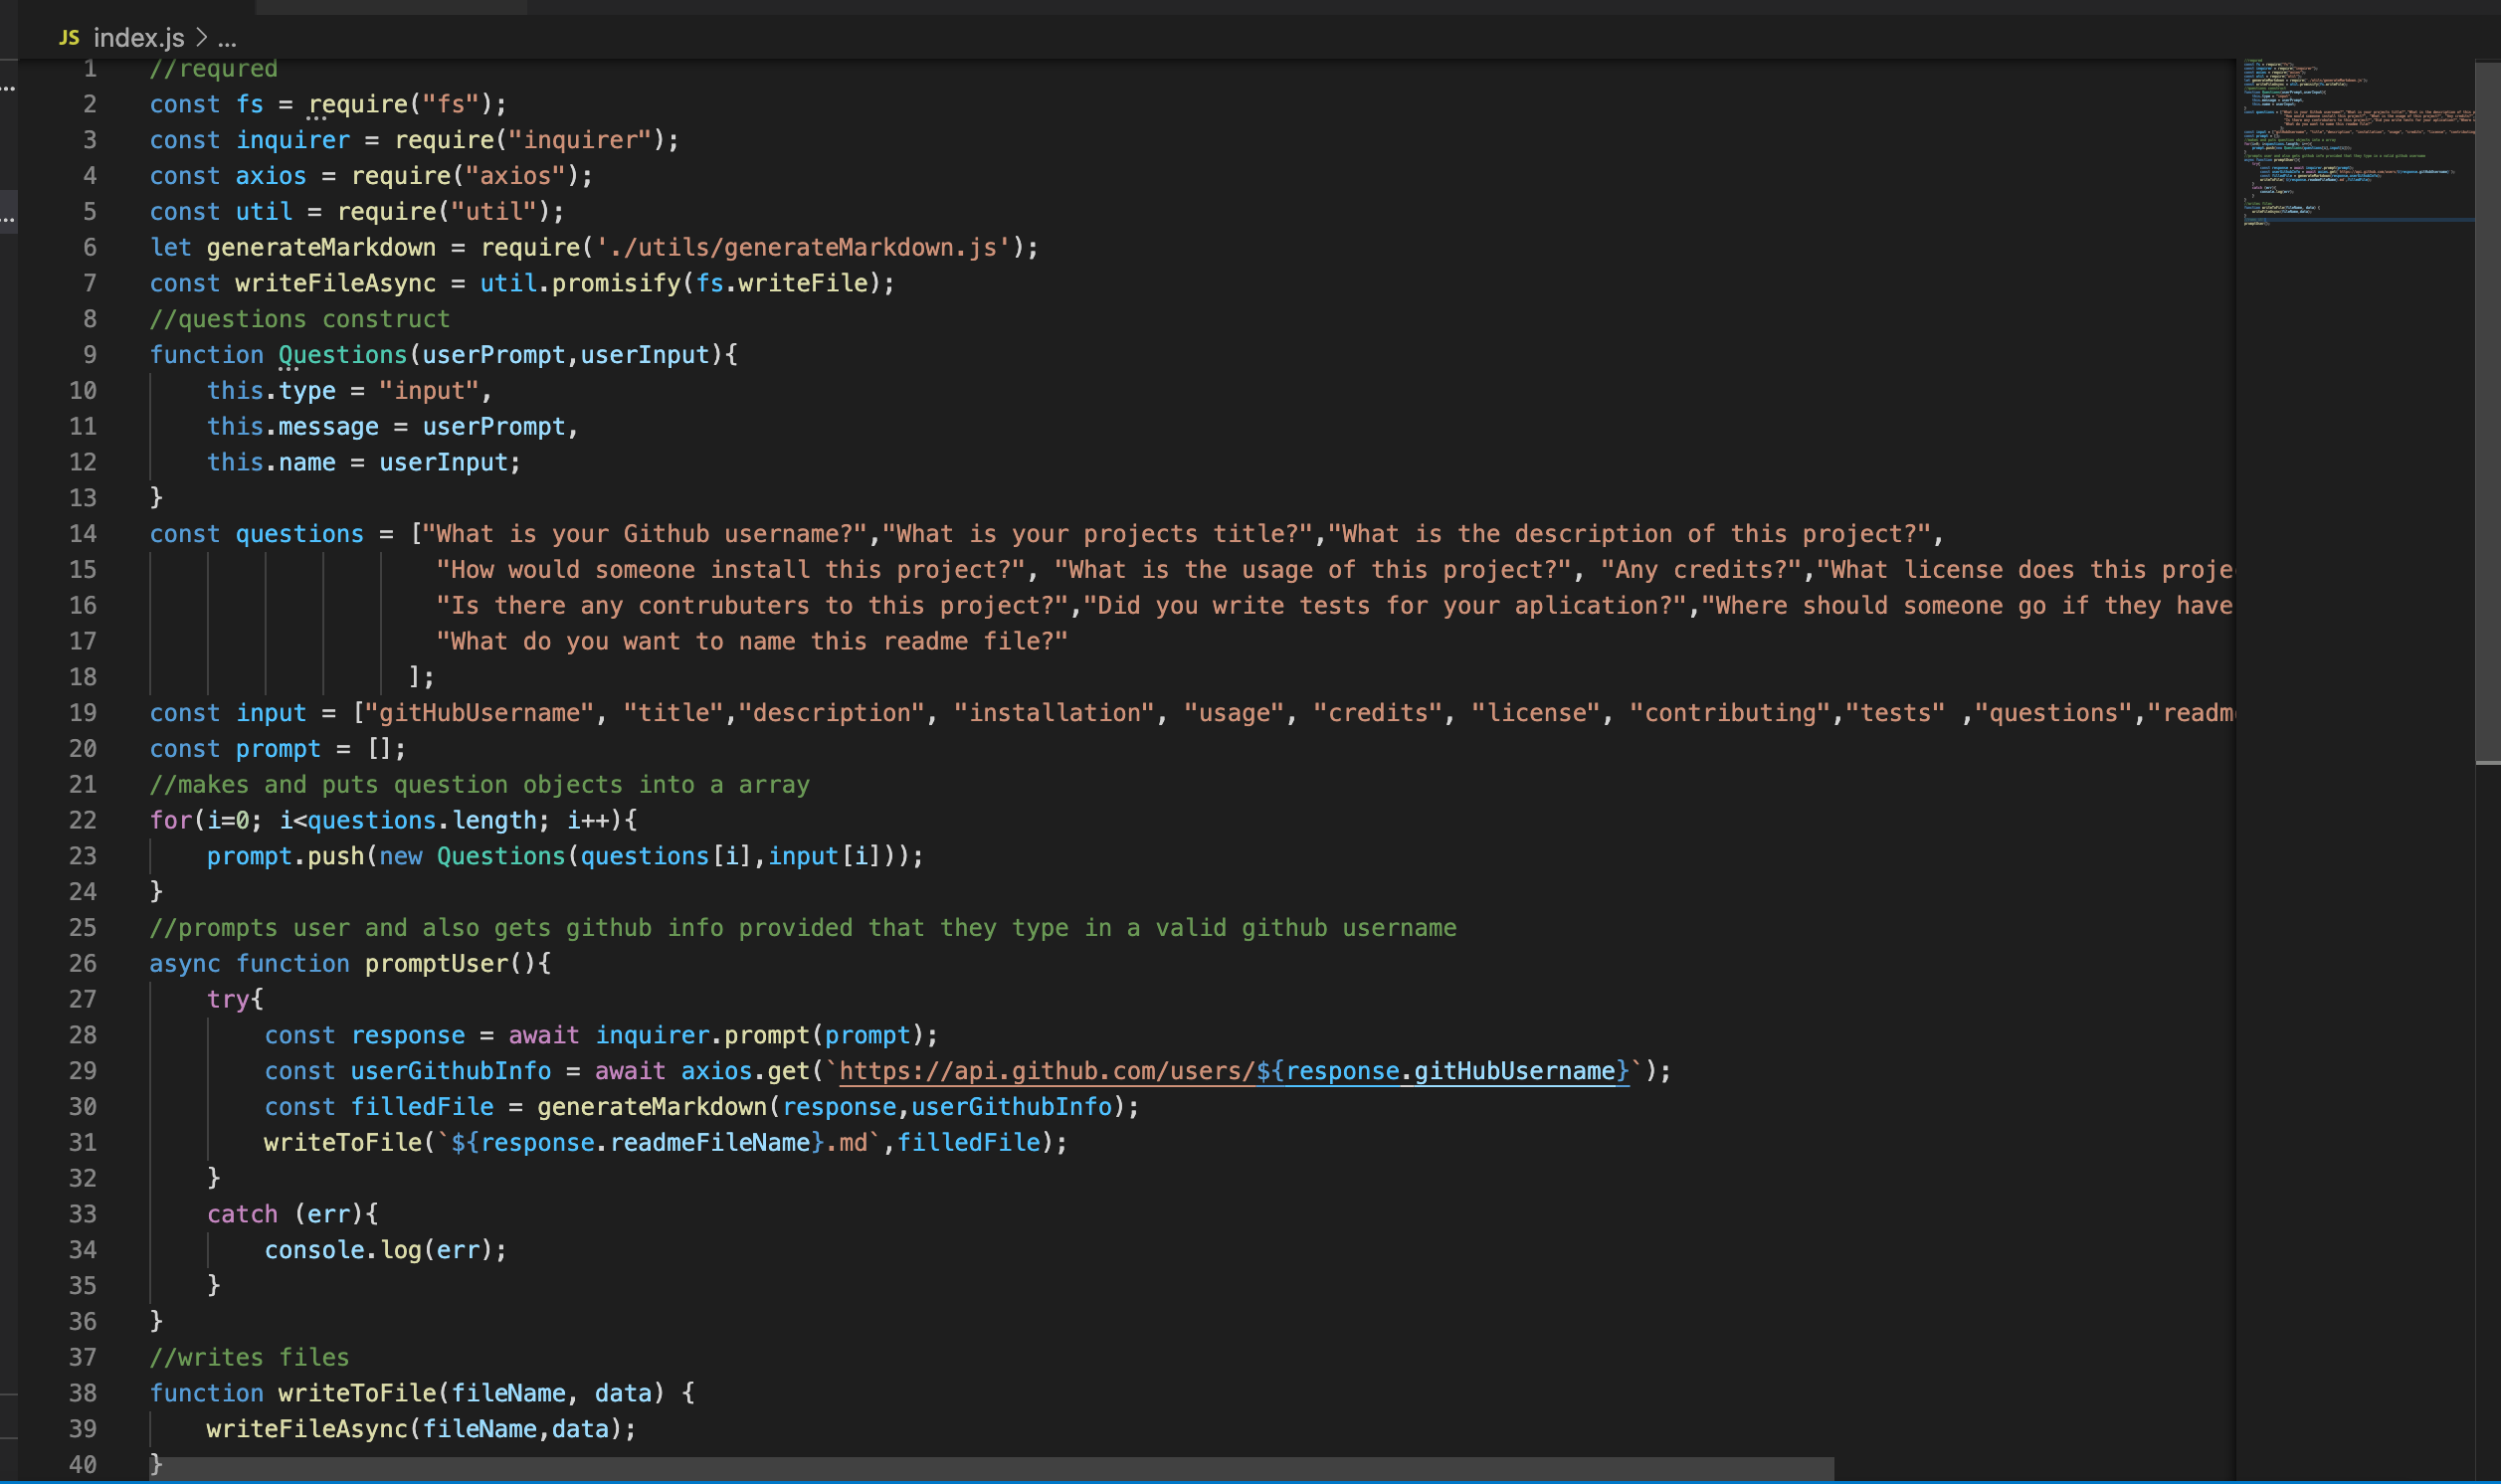 JS index.js > ...
1 //requred
2 const fs = require("fs");
3 const inquirer = require("inquirer");
4 const axios = require("axios");
5 const util = require("util");
6 let generateMarkdown = require('./utils/generateMarkdown.js');
7 const writeFileAsync = util.promisify(fs.writeFile);
8 //questions construct
9 function Questions(userPrompt,userInput){
10     this.type = "input",
11     this.message = userPrompt,
12     this.name = userInput;
13 }
14 const questions = ["What is your Github username?","What is your projects title?","What is the description of this project?",
15                     "How would someone install this project?", "What is the usage of this project?", "Any credits?","What license does this proje
16                     "Is there any contrubuters to this project?","Did you write tests for your aplication?","Where should someone go if they have
17                     "What do you want to name this readme file?"
18                   ];
19 const input = ["gitHubUsername", "title","description", "installation", "usage", "credits", "license", "contributing","tests" ,"questions","readm
20 const prompt = [];
21 //makes and puts question objects into a array
22 for(i=0; i<questions.length; i++){
23     prompt.push(new Questions(questions[i],input[i]));
24 }
25 //prompts user and also gets github info provided that they type in a valid github username
26 async function promptUser(){
27     try{
28         const response = await inquirer.prompt(prompt);
29         const userGithubInfo = await axios.get(`https://api.github.com/users/${response.gitHubUsername}`);
30         const filledFile = generateMarkdown(response,userGithubInfo);
31         writeToFile(`${response.readmeFileName}.md`,filledFile);
32     }
33     catch (err){
34         console.log(err);
35     }
36 }
37 //writes files
38 function writeToFile(fileName, data) {
39     writeFileAsync(fileName,data);
40 }